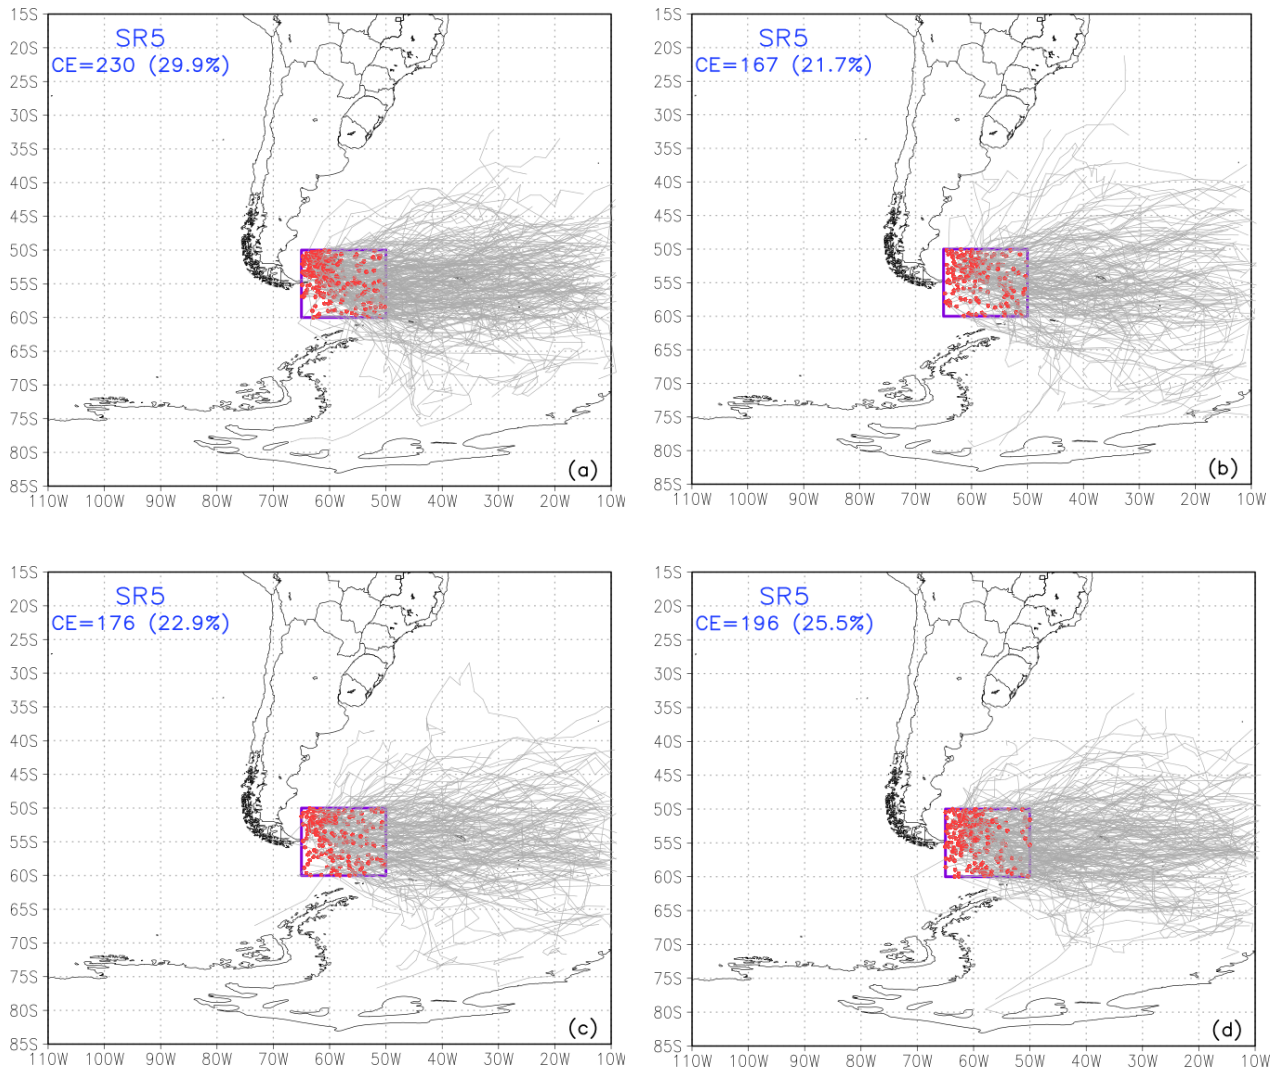 15S
20S
25S
30S
35S
40S
45S
50S
55S
60S
65S
70S
75S
80S
85S
SR5
CE=230 (29.9%)
(a)
110W 100W 90W 80W 70W 60W 50W 40W 30W 20W 10W
15S
20S
25S
30S
35S
40S
45S
50S
55S
60S
65S
70S
75S
80S
85S
SR5
CE=167 (21.7%)
(b)
110W 100W 90W 80W 70W 60W 50W 40W 30W 20W 10W
15S
20S
25S
30S
35S
40S
45S
50S
55S
60S
65S
70S
75S
80S
85S
SR5
CE=176 (22.9%)
(c)
110W 100W 90W 80W 70W 60W 50W 40W 30W 20W 10W
15S
20S
25S
30S
35S
40S
45S
50S
55S
60S
65S
70S
75S
80S
85S
SR5
CE=196 (25.5%)
(d)
110W 100W 90W 80W 70W 60W 50W 40W 30W 20W 10W